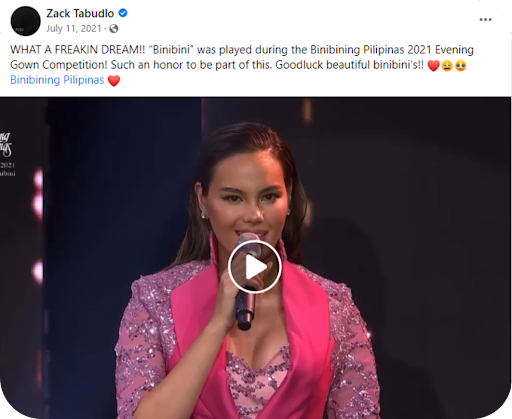 Zack Tabudlo
July 11, 2021 ·
WHAT A FREAKIN DREAM!! “Binibini” was played during the Binibining Pilipinas 2021 Evening
Gown Competition! Such an honor to be part of this. Goodluck beautiful binibini's!! ❤️😄🥹
Binibining Pilipinas ❤️
2021